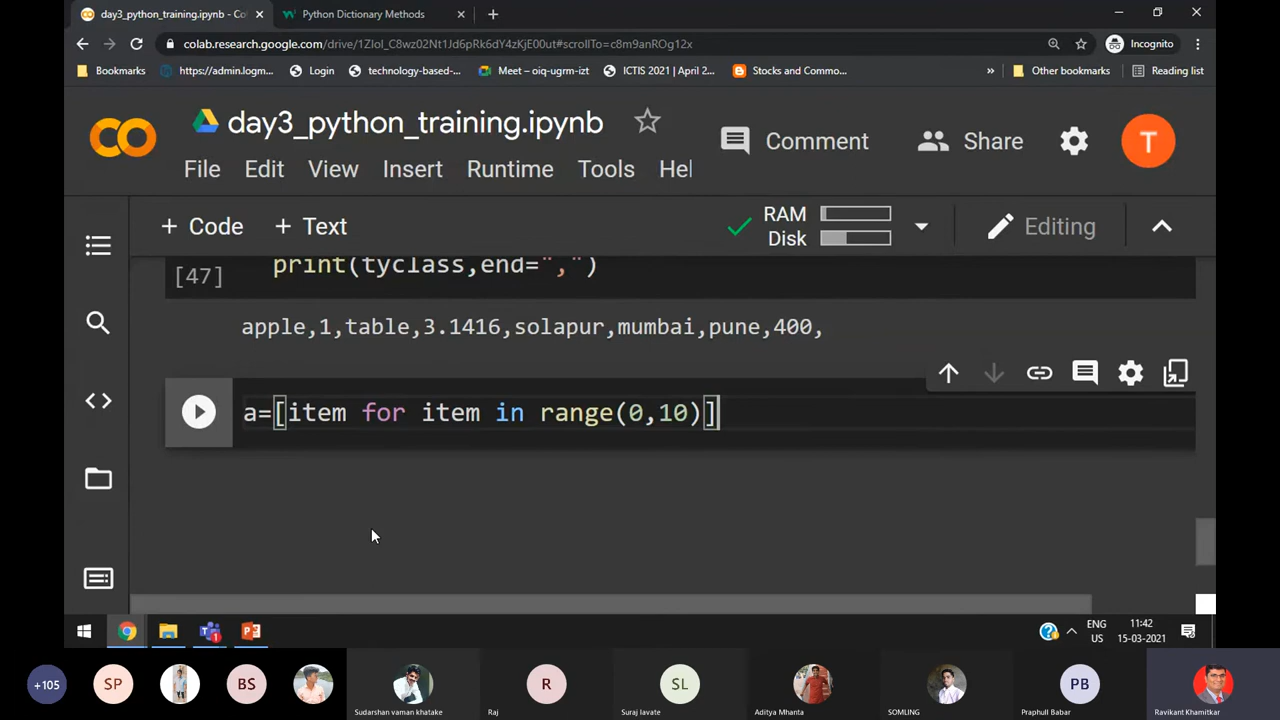 day3_python_training.ipynb - Co
Python Dictionary Methods
colab.research.google.com/drive/1ZIoI_C8wz02Nt1Jd6pRk6dY4zKjE00ut#scrollTo=c8m9anROg12x
Incognito
Bookmarks
https://admin.logm...
Login
technology-based-...
Meet – oiq-ugrm-izt
ICTIS 2021 | April 2...
Stocks and Commo...
»
Other bookmarks
Reading list
CO
day3_python_training.ipynb
Comment
Share
T
File Edit View Insert Runtime Tools Hel
+ Code + Text
RAM
Disk
Editing
print(tyclass,end=",")
[47]
apple,1,table,3.1416,solapur,mumbai,pune,400,
a=[item for item in range(0,10)]
ENG
US
11:42
15-03-2021
+105
SP
BS
R
SL
PB
Sudarshan vaman khatake
Raj
Suraj lavate
Aditya Mhanta
SOMLING
Praphull Babar
Ravikant Khamitkar